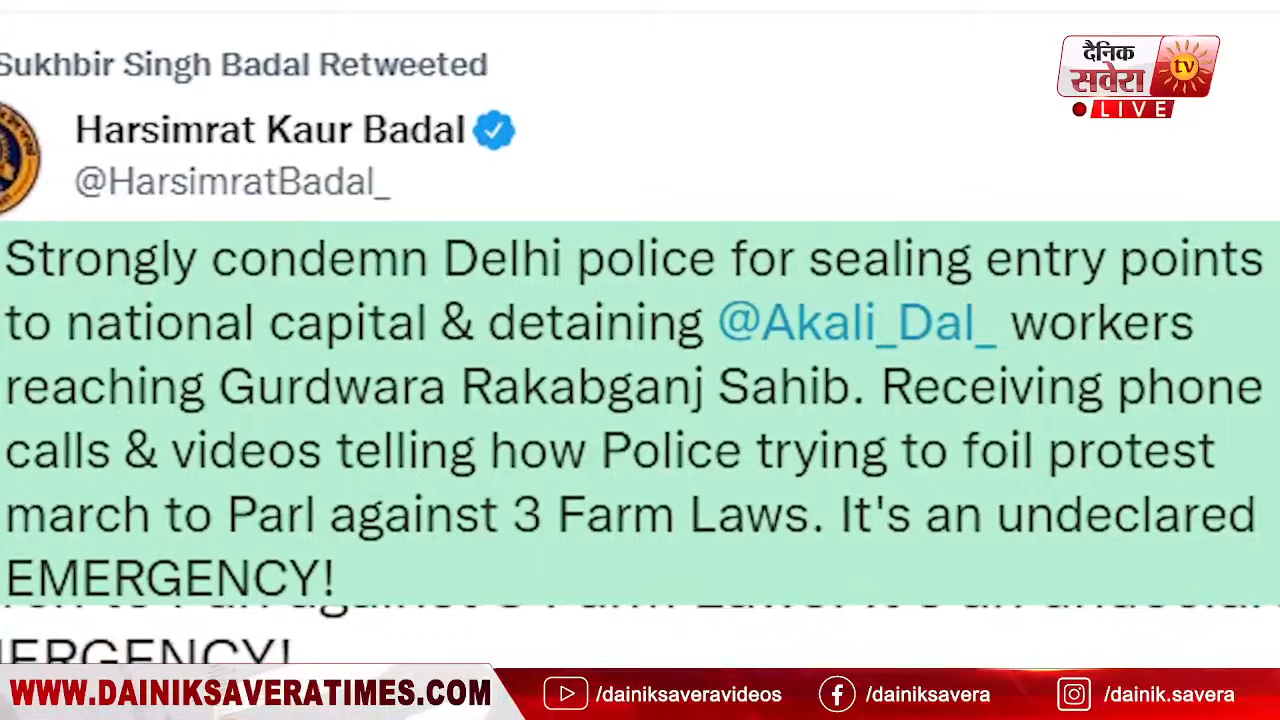 Sukhbir Singh Badal Retweeted
दैनिक
सवेरा
tv
LIVE
Harsimrat Kaur Badal
@HarsimratBadal_
Strongly condemn Delhi police for sealing entry points
to national capital & detaining @Akali_Dal_ workers
reaching Gurdwara Rakabganj Sahib. Receiving phone
calls & videos telling how Police trying to foil protest
march to Parl against 3 Farm Laws. It's an undeclared
EMERGENCY!
ERGENCY!
WWW.DAINIKSAVERATIMES.COM
/dainiksaveravideos
/dainiksavera
/dainik.savera